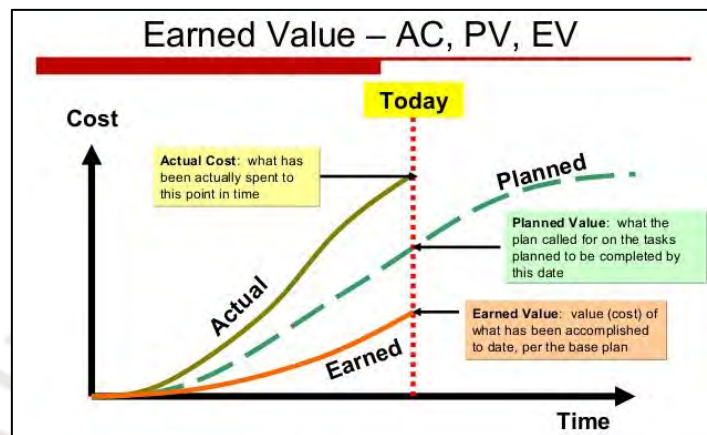 Earned Value – AC, PV, EV
Today
Cost
Actual Cost: what has
been actually spent to
this point in time
Planned
Planned Value: what the
plan called for on the tasks
planned to be completed by
this date
Actual
Earned Value: value (cost) of
what has been accomplished
to date, per the base plan
Earned
Time